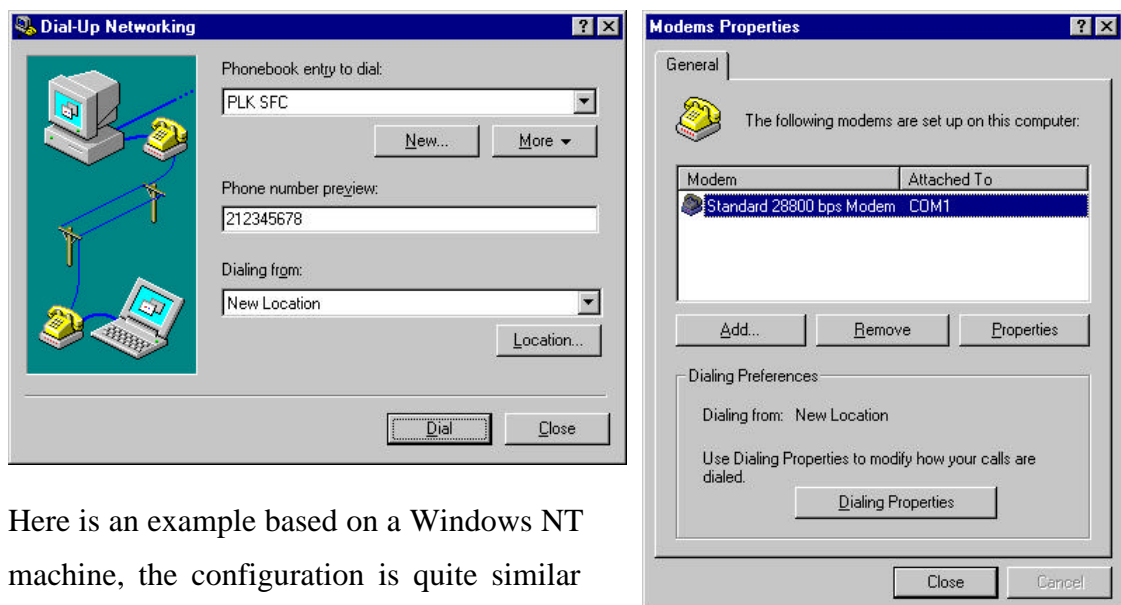 Dial-Up Networking
Phonebook entry to dial:
PLK SFC
New... More
Phone number preview:
212345678
Dialing from:
New Location
Location...
Dial Close
Here is an example based on a Windows NT
machine, the configuration is quite similar
Modems Properties
General
The following modems are set up on this computer:
Modem Attached To
Standard 28800 bps Modem COM1
Add... Remove Properties
Dialing Preferences
Dialing from: New Location
Use Dialing Properties to modify how your calls are
dialed.
Dialing Properties
Close Cancel